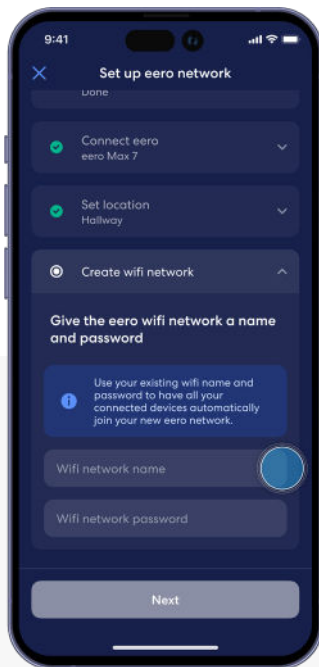 9:41
Set up eero network
Done
Connect eero
eero Max 7
Set location
Hallway
Create wifi network
Give the eero wifi network a name
and password
Use your existing wifi name and
password to have all your
connected devices automatically
join your new eero network.
Wifi network name
Wifi network password
Next